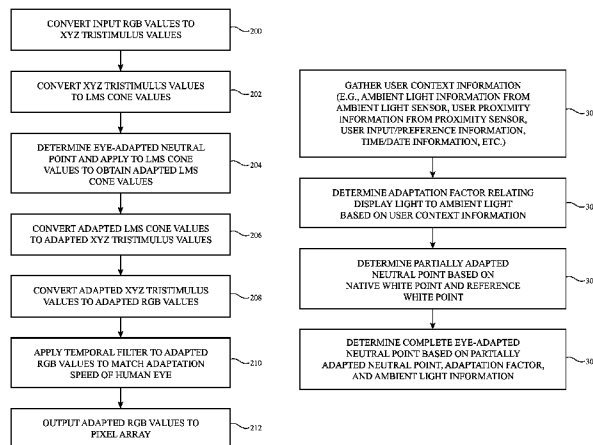 CONVERT INPUT RGB VALUES TO
XYZ TRISTIMULUS VALUES
200
CONVERT XYZ TRISTIMULUS VALUES
TO LMS CONE VALUES
202
DETERMINE EYE-ADAPTED NEUTRAL
POINT AND APPLY TO LMS CONE
VALUES TO OBTAIN ADAPTED LMS
CONE VALUES
204
CONVERT ADAPTED LMS CONE VALUES
TO ADAPTED XYZ TRISTIMULUS VALUES
206
CONVERT ADAPTED XYZ TRISTIMULUS
VALUES TO ADAPTED RGB VALUES
208
APPLY TEMPORAL FILTER TO ADAPTED
RGB VALUES TO MATCH ADAPTATION
SPEED OF HUMAN EYE
210
OUTPUT ADAPTED RGB VALUES TO
PIXEL ARRAY
212
GATHER USER CONTEXT INFORMATION
(E.G., AMBIENT LIGHT INFORMATION FROM
AMBIENT LIGHT SENSOR, USER PROXIMITY
INFORMATION FROM PROXIMITY SENSOR,
USER INPUT/PREFERENCE INFORMATION,
TIME/DATE INFORMATION, ETC.)
30
DETERMINE ADAPTATION FACTOR RELATING
DISPLAY LIGHT TO AMBIENT LIGHT
BASED ON USER CONTEXT INFORMATION
30
DETERMINE PARTIALLY ADAPTED
NEUTRAL POINT BASED ON
NATIVE WHITE POINT AND REFERENCE
WHITE POINT
30
DETERMINE COMPLETE EYE-ADAPTED
NEUTRAL POINT BASED ON PARTIALLY
ADAPTED NEUTRAL POINT, ADAPTATION FACTOR,
AND AMBIENT LIGHT INFORMATION
30